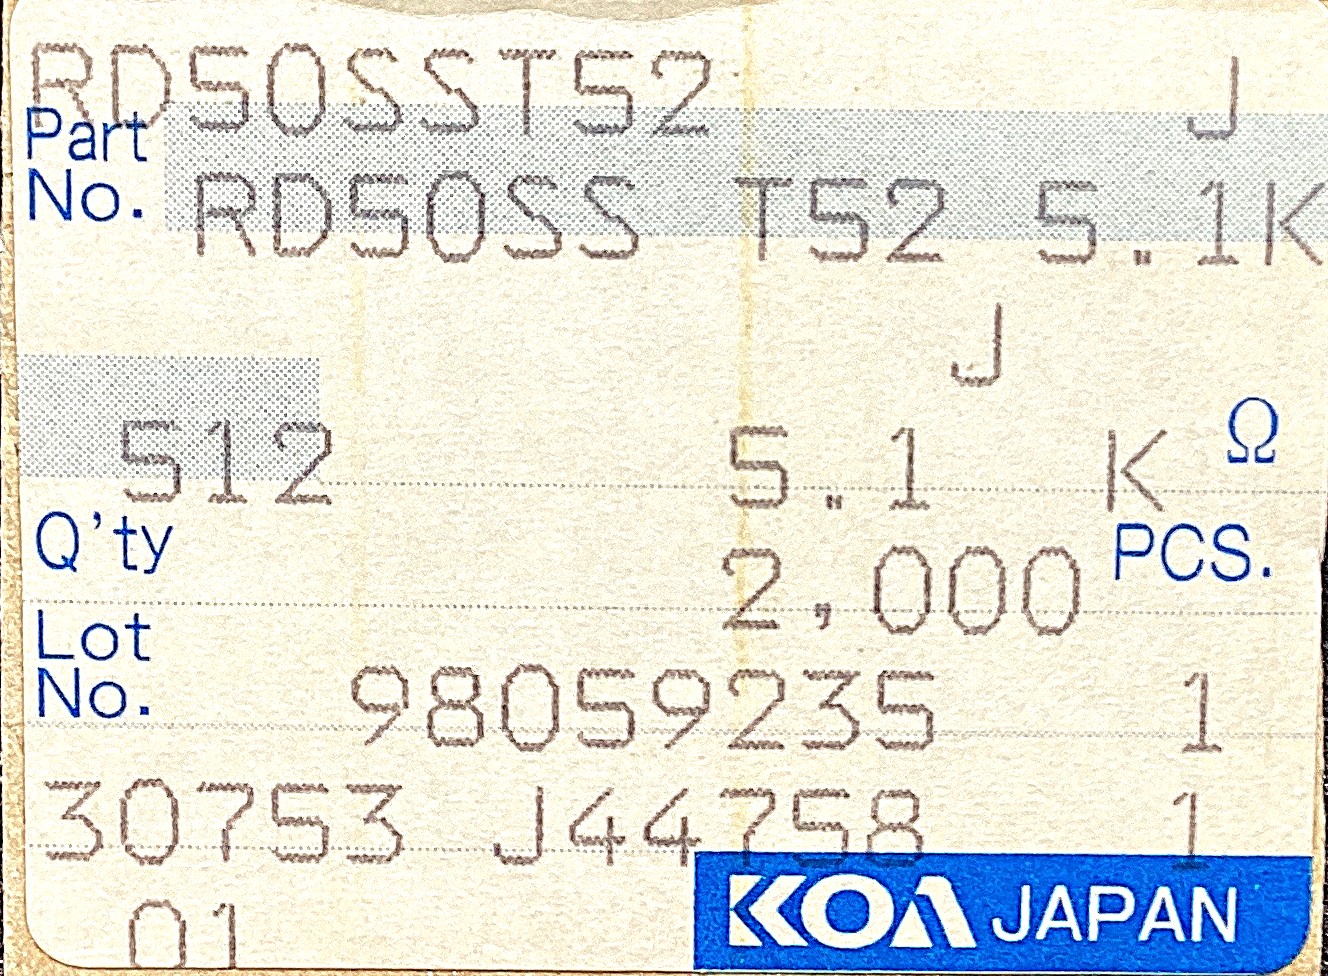 RD50SST52 J
Part No. RD50SS T52 5.1K
J
512 5.1 K Ω
Q'ty 2,000 PCS.
Lot No. 98059235 1
30753 J44758 1
01
KOA JAPAN